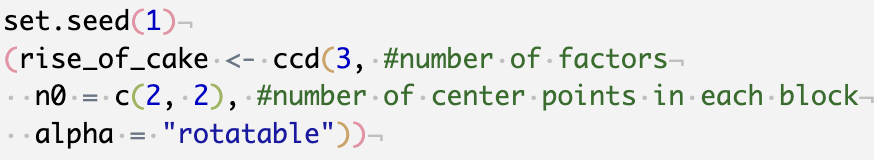 set.seed(1)¬
(rise_of_cake·<-·ccd(3,·#number·of·factors¬
··n0·=·c(2,·2),·#number·of·center·points·in·each·block¬
··alpha·=·"rotatable"))¬